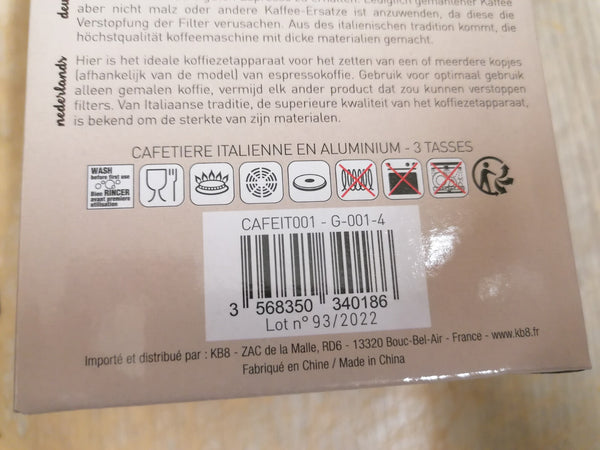 aber nicht malz oder andere Kaffee-Ersatze ist anzuwenden, da diese die
Verstopfung der Filter verusachen. Aus des italienischen tradition kommt, die
höchstqualität koffeemaschine mit dicke materialien gemacht.
nederlands
Hier is het ideale koffiezetapparaat voor het zetten van een of meerdere kopjes
(afhankelijk van de model) van espressokoffie. Gebruik voor optimaal gebruik
alleen gemalen koffie, vermijd elk ander product dat zou kunnen verstoppen
filters. Van Italiaanse traditie, de superieure kwaliteit van het koffiezetapparaat,
is bekend om de sterkte van zijn materialen.
CAFETIERE ITALIENNE EN ALUMINIUM - 3 TASSES
WASH
before first use
Bien RINCER
avant première
utilisation
CAFEIT001 - G-001-4
3 568350 340186
Lot n° 93/2022
Importé et distribué par : KB8 - ZAC de la Malle, RD6 - 13320 Bouc-Bel-Air - France - www.kb8.fr
Fabriqué en Chine / Made in China